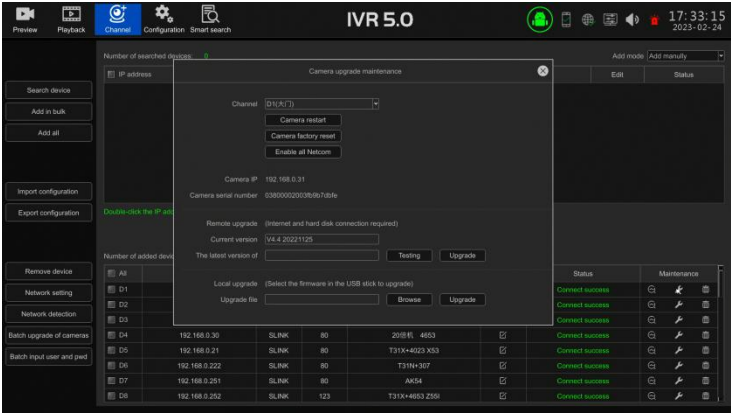 IVR 5.0
17:33:15
2023-02-24
Preview Playback Channel Configuration Smart search
Number of searched devices: 0
Add mode Add manully
IP address Edit Status
Camera upgrade maintenance
Search device
Add in bulk
Add all
Import configuration
Export configuration
Remove device
Network setting
Network detection
Batch upgrade of cameras
Batch input user and pwd
Channel D1(大门)
Camera restart
Camera factory reset
Enable all Netcom
Camera IP 192.168.0.31
Camera serial number 03800002003fb9b7dbfe
Double-click the IP add
Remote upgrade (Internet and hard disk connection required)
Current version V4.4 20221125
The latest version of Testing Upgrade
Local upgrade (Select the firmware in the USB stick to upgrade)
Upgrade file Browse Upgrade
Number of added devic
All Status Maintenance
D1 Connect success
D2 Connect success
D3 Connect success
D4 192.168.0.30 SLINK 80 20倍机 4653 Connect success
D5 192.168.0.21 SLINK 80 T31X+4023 X53 Connect success
D6 192.168.0.222 SLINK 80 T31N+307 Connect success
D7 192.168.0.251 SLINK 80 AK54 Connect success
D8 192.168.0.252 SLINK 123 T31X+4653 Z55I Connect success